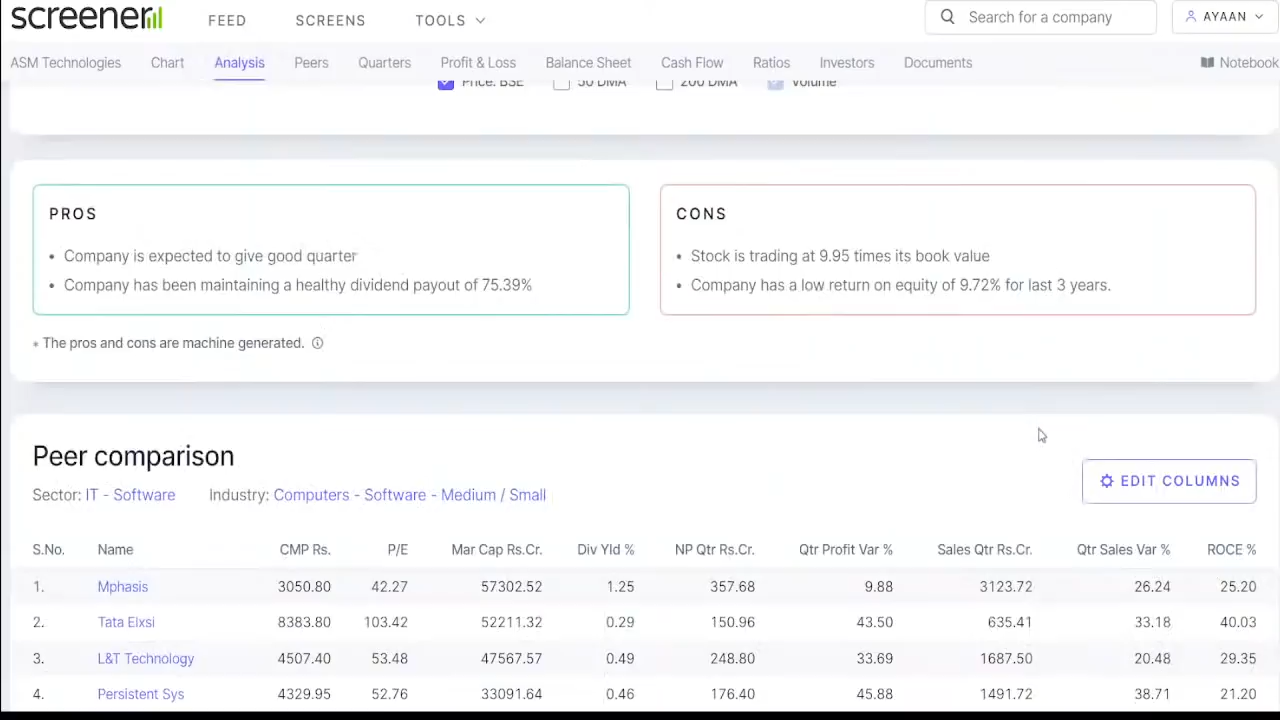 screener FEED SCREENS TOOLS Search for a company AYAAN
ASM Technologies Chart Analysis Peers Quarters Profit & Loss Balance Sheet Cash Flow Ratios Investors Documents Notebook
Price: BSE 50 DMA 200 DMA Volume
PROS
• Company is expected to give good quarter
• Company has been maintaining a healthy dividend payout of 75.39%
CONS
• Stock is trading at 9.95 times its book value
• Company has a low return on equity of 9.72% for last 3 years.
* The pros and cons are machine generated.
Peer comparison
Sector: IT - Software Industry: Computers - Software - Medium / Small
EDIT COLUMNS
S.No. Name CMP Rs. P/E Mar Cap Rs.Cr. Div Yld % NP Qtr Rs.Cr. Qtr Profit Var % Sales Qtr Rs.Cr. Qtr Sales Var % ROCE %
1. Mphasis 3050.80 42.27 57302.52 1.25 357.68 9.88 3123.72 26.24 25.20
2. Tata Elxsi 8383.80 103.42 52211.32 0.29 150.96 43.50 635.41 33.18 40.03
3. L&T Technology 4507.40 53.48 47567.57 0.49 248.80 33.69 1687.50 20.48 29.35
4. Persistent Sys 4329.95 52.76 33091.64 0.46 176.40 45.88 1491.72 38.71 21.20